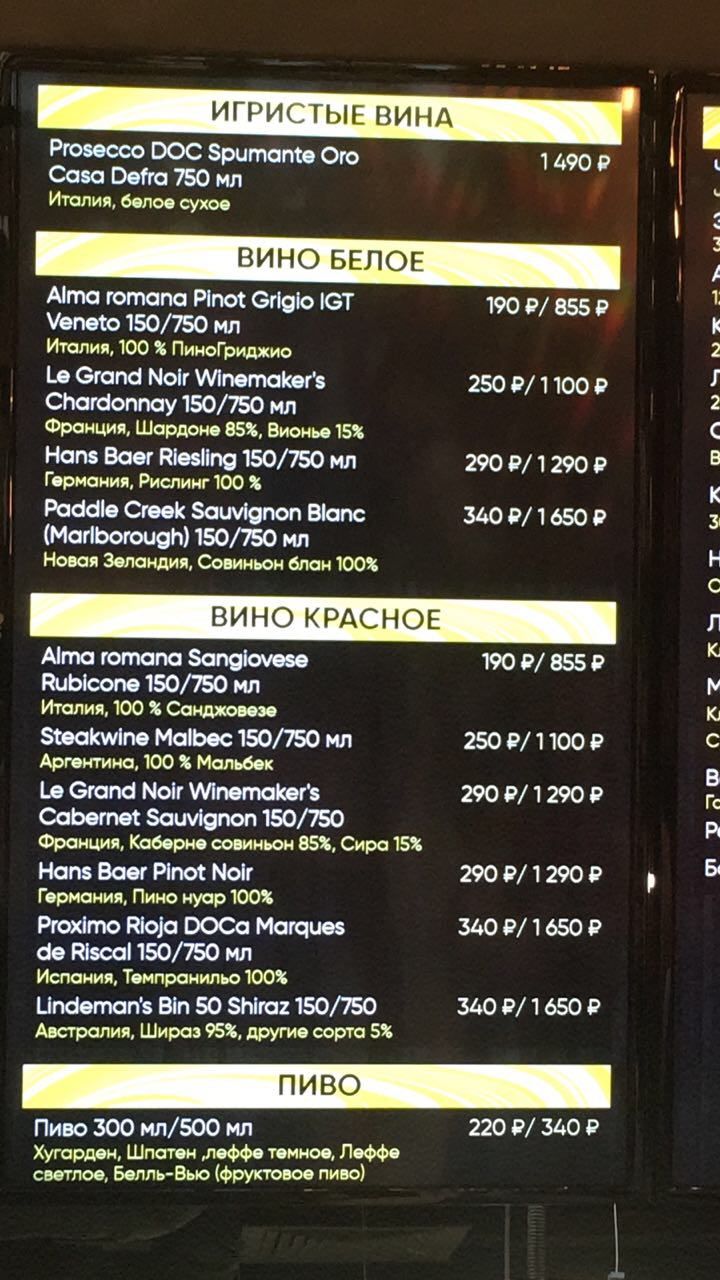 ИГРИСТЫЕ ВИНА
Prosecco DOC Spumante Oro
Casa Defra 750 мл
1 490 ₽
Италия, белое сухое
ВИНО БЕЛОЕ
Alma romana Pinot Grigio IGT
Veneto 150/750 мл
190 ₽/ 855 ₽
Италия, 100 % ПиноГриджио
Le Grand Noir Winemaker's
Chardonnay 150/750 мл
250 ₽/ 1 100 ₽
Франция, Шардоне 85%, Вионье 15%
Hans Baer Riesling 150/750 мл
290 ₽/ 1 290 ₽
Германия, Рислинг 100 %
Paddle Creek Sauvignon Blanc
(Marlborough) 150/750 мл
340 ₽/ 1 650 ₽
Новая Зеландия, Совиньон блан 100%
ВИНО КРАСНОЕ
Alma romana Sangiovese
Rubicone 150/750 мл
190 ₽/ 855 ₽
Италия, 100 % Санджовезе
Steakwine Malbec 150/750 мл
250 ₽/ 1 100 ₽
Аргентина, 100 % Мальбек
Le Grand Noir Winemaker's
Cabernet Sauvignon 150/750
290 ₽/ 1 290 ₽
Франция, Каберне совиньон 85%, Сира 15%
Hans Baer Pinot Noir
290 ₽/ 1 290 ₽
Германия, Пино нуар 100%
Proximo Rioja DOCa Marques
de Riscal 150/750 мл
340 ₽/ 1 650 ₽
Испания, Темпранильо 100%
Lindeman's Bin 50 Shiraz 150/750
340 ₽/ 1 650 ₽
Австралия, Шираз 95%, другие сорта 5%
ПИВО
Пиво 300 мл/500 мл
220 ₽/ 340 ₽
Хугарден, Шпатен ,леффе темное, Леффе
светлое, Белль-Вью (фруктовое пиво)